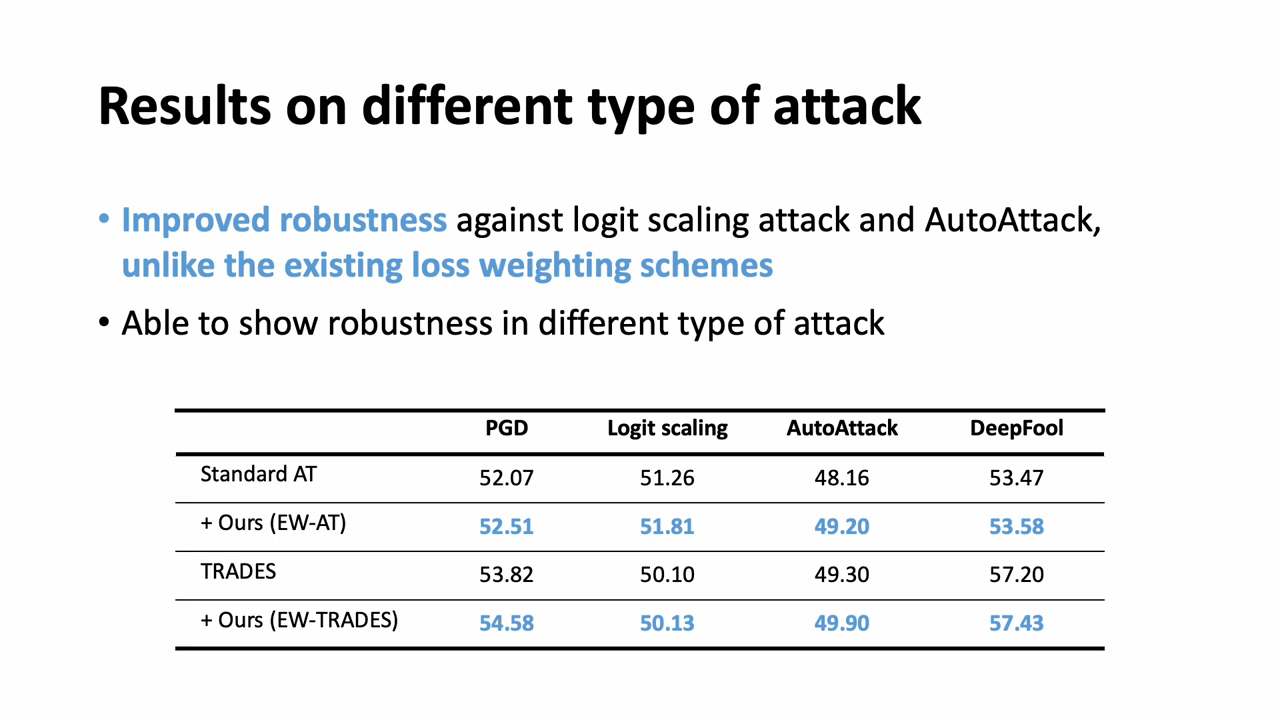 Results on different type of attack
• Improved robustness against logit scaling attack and AutoAttack,
unlike the existing loss weighting schemes
• Able to show robustness in different type of attack
PGD Logit scaling AutoAttack DeepFool
Standard AT 52.07 51.26 48.16 53.47
+ Ours (EW-AT) 52.51 51.81 49.20 53.58
TRADES 53.82 50.10 49.30 57.20
+ Ours (EW-TRADES) 54.58 50.13 49.90 57.43